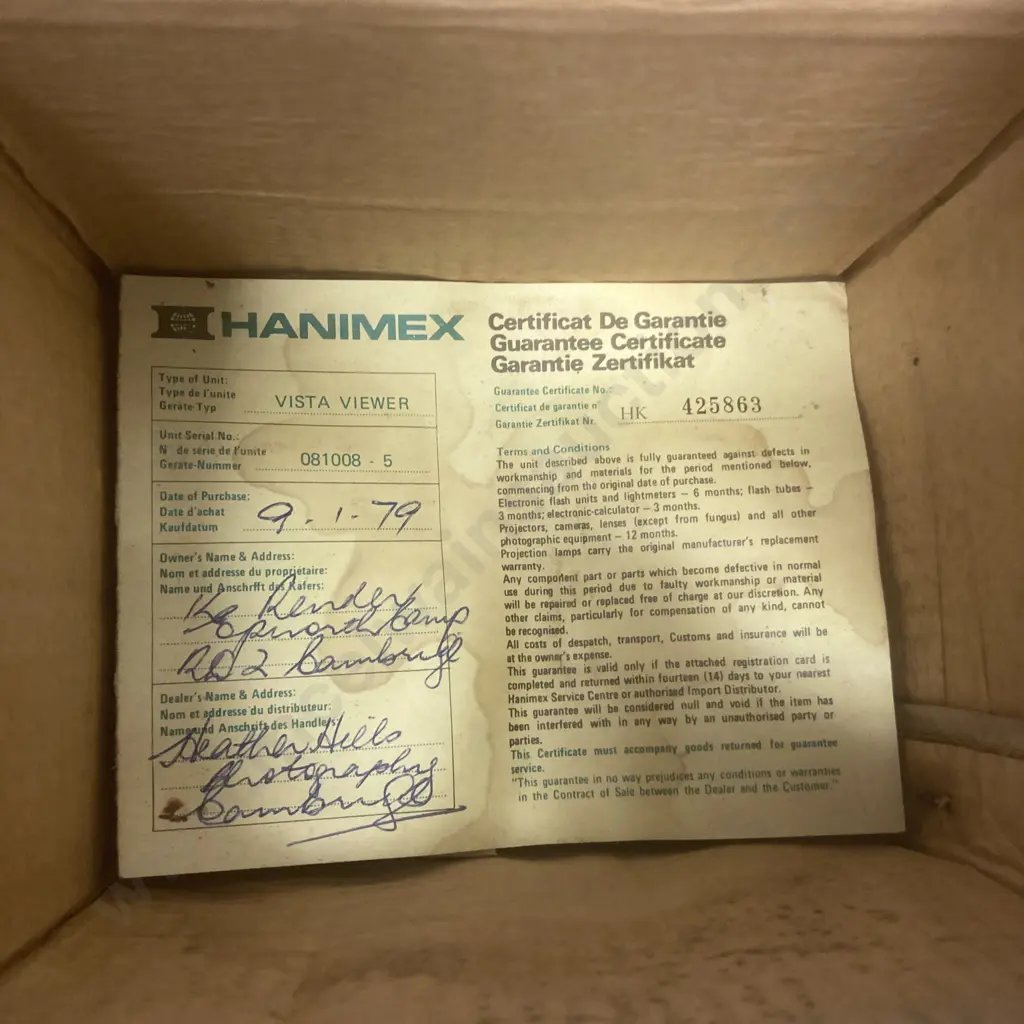 HANIMEX
Type of Unit:
Type de l'unite
Geräte-Typ
VISTA VIEWER
Unit Serial No.:
N de série de l'unite
Geräte-Nummer
081008 - 5
Date of Purchase:
Date d'achat
Kaufdatum
9.1.79
Owner's Name & Address:
Nom et adresse du propriétaire:
Name und Anschrift des Käfers:
Epworth Camp
RD2 Cambridge
Dealer's Name & Address:
Nom et addresse du distributeur:
Name und Anschrifs des Handlers:
Heather Hills
Photography
Cambridge
Certificat De Garantie
Guarantee Certificate
Garantie Zertifikat
Guarantee Certificate No.:
Certificat de garantie n°
Garantie Zertifikat Nr.
HK 425863
Terms and Conditions
The unit described above is fully guaranteed against defects in
workmanship and materials for the period mentioned below,
commencing from the original date of purchase.
Electronic flash units and lightmeters – 6 months; flash tubes –
3 months; electronic-calculator – 3 months.
Projectors, cameras, lenses (except from fungus) and all other
photographic equipment – 12 months.
Projection lamps carry the original manufacturer's replacement
warranty.
Any component part or parts which become defective in normal
use during this period due to faulty workmanship or material
will be repaired or replaced free of charge at our discretion. Any
other claims, particularly for compensation of any kind, cannot
be recognised.
All costs of despatch, transport, Customs and insurance will be
at the owner's expense.
This guarantee is valid only if the attached registration card is
completed and returned within fourteen (14) days to your nearest
Hanimex Service Centre or authorised Import Distributor.
This guarantee will be considered null and void if the item has
been interfered with in any way by an unauthorised party or
parties.
This Certificate must accompany goods returned for guarantee
service.
"This guarantee in no way prejudices any conditions or warranties
in the Contract of Sale between the Dealer and the Customer."